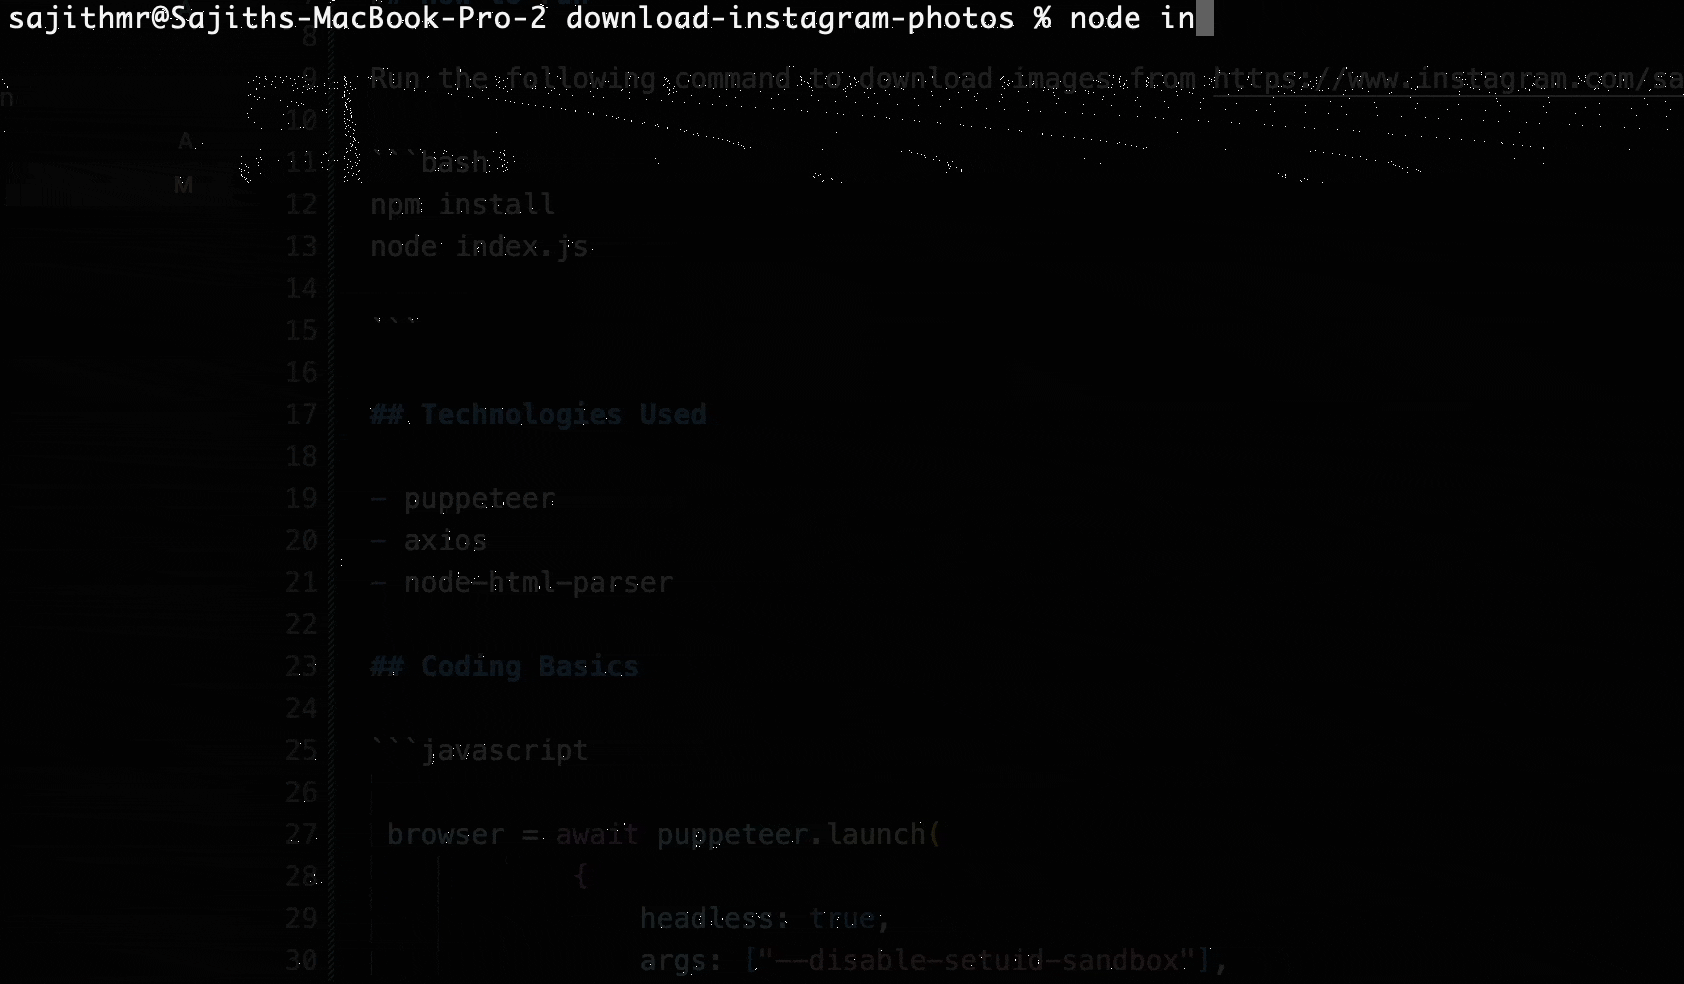 sajithmr@Sajiths-MacBook-Pro-2 download-instagram-photos % node in
8
9 Run the following command to download images from https://www.instagram.com/sa
n
10
A
11 ```bash
M
12 npm install
13 node index.js
14
15 ```
16
17 ## Technologies Used
18
19 - puppeteer
20 - axios
21 - node-html-parser
22
23 ## Coding Basics
24
25 ```javascript
26
27 browser = await puppeteer.launch(
28 {
29 headless: true,
30 args: ["--disable-setuid-sandbox"],